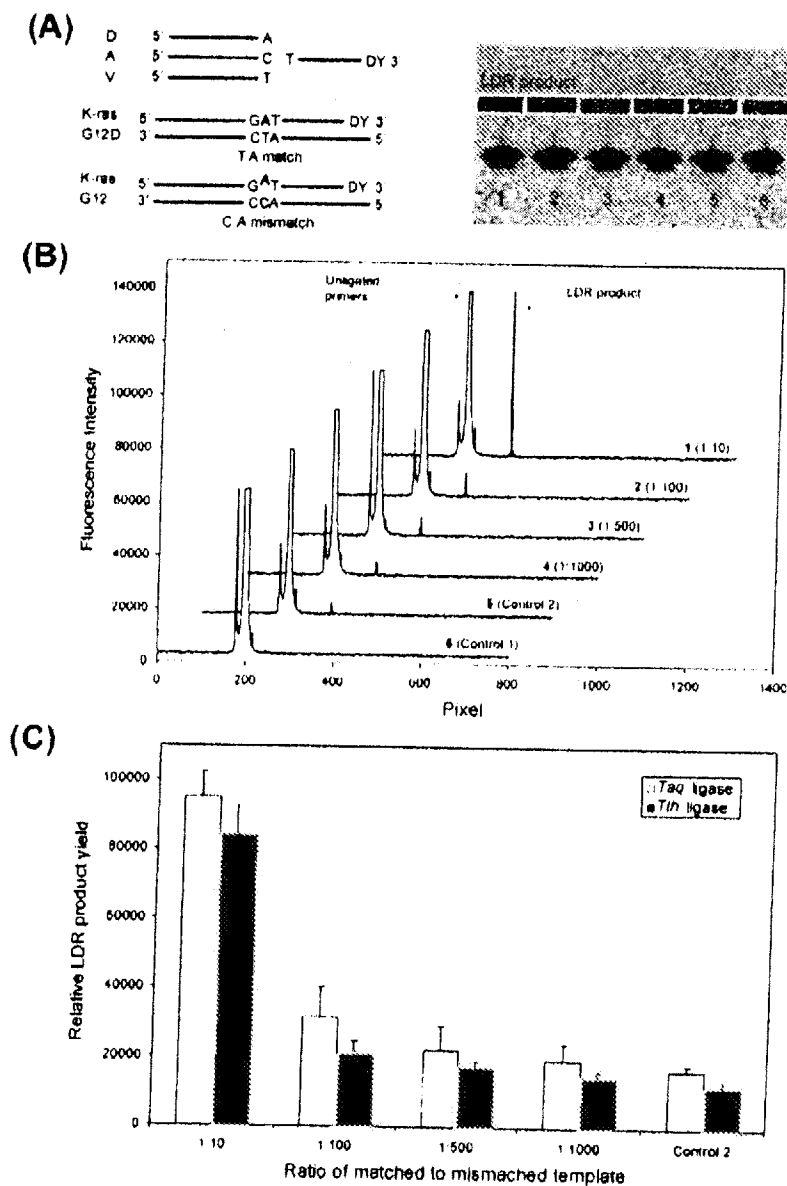 (A)
D 5' A
A 5' C T DY 3'
V 5' T
K-ras 5' GAT DY 3'
G12D 3' CTA 5
T A match
K-ras 5' G A T DY 3'
G12 3' CCA 5
C A mismatch
LDR product
1 2 3 4 5 6
(B)
Unligated primers
LDR product
140000
120000
100000
80000
60000
40000
20000
0
Fluorescence Intensity
1 (1:10)
2 (1:100)
3 (1:500)
4 (1:1000)
5 (Control 2)
6 (Control 1)
0 200 400 600 800 1000 1200 1400
Pixel
(C)
100000
80000
60000
40000
20000
0
Relative LDR product yield
Taq ligase
Tth ligase
1:10 1:100 1:500 1:1000 Control 2
Ratio of matched to mismached template